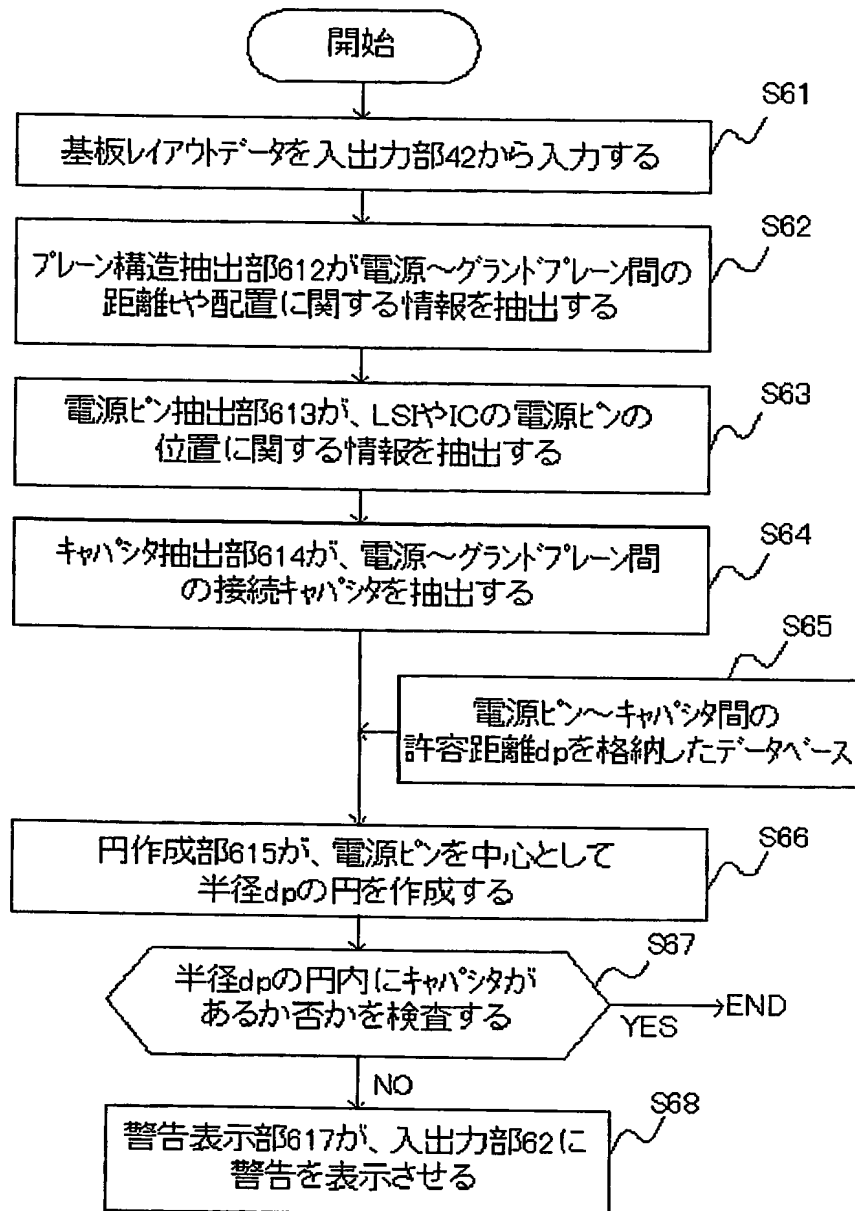 開始
S61
基板レイアウトデータを入出力部42から入力する
S62
プレーン構造抽出部612が電源～グランドプレーン間の
距離ヒや配置に関する情報を抽出する
S63
電源ピン抽出部613が、LSIやICの電源ピンの
位置に関する情報を抽出する
S64
キャパシタ抽出部614が、電源～グランドプレーン間
の接続キャパシタを抽出する
S65
電源ピン～キャパシタ間の
許容距離dpを格納したデータベース
S66
円作成部615が、電源ピンを中心として
半径dpの円を作成する
S67
半径dpの円内にキャパシタが
あるか否かを検査する
YES
END
NO
S68
警告表示部617が、入出力部62に
警告を表示させる